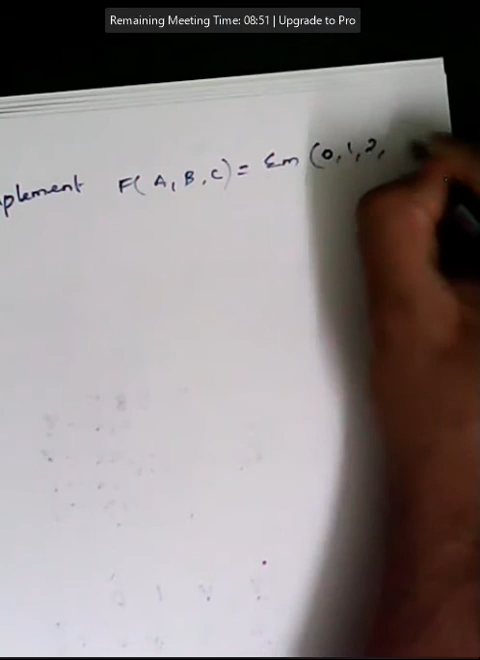 Remaining Meeting Time: 08:51 | Upgrade to Pro
plement F(A,B,C) = Σm (0,1,2,